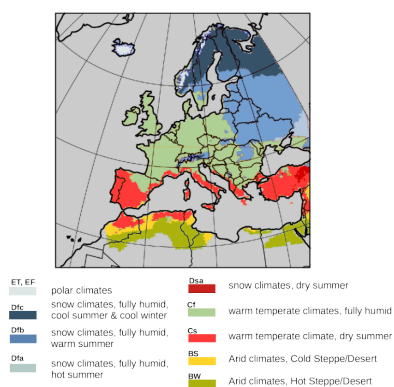 ET, EF
polar climates
Dfc
snow climates, fully humid,
cool summer & cool winter
Dfb
snow climates, fully humid,
warm summer
Dfa
snow climates, fully humid,
hot summer
Dsa
snow climates, dry summer
Cf
warm temperate climates, fully humid
Cs
warm temperate climate, dry summer
BS
Arid climates, Cold Steppe/Desert
BW
Arid climates, Hot Steppe/Desert